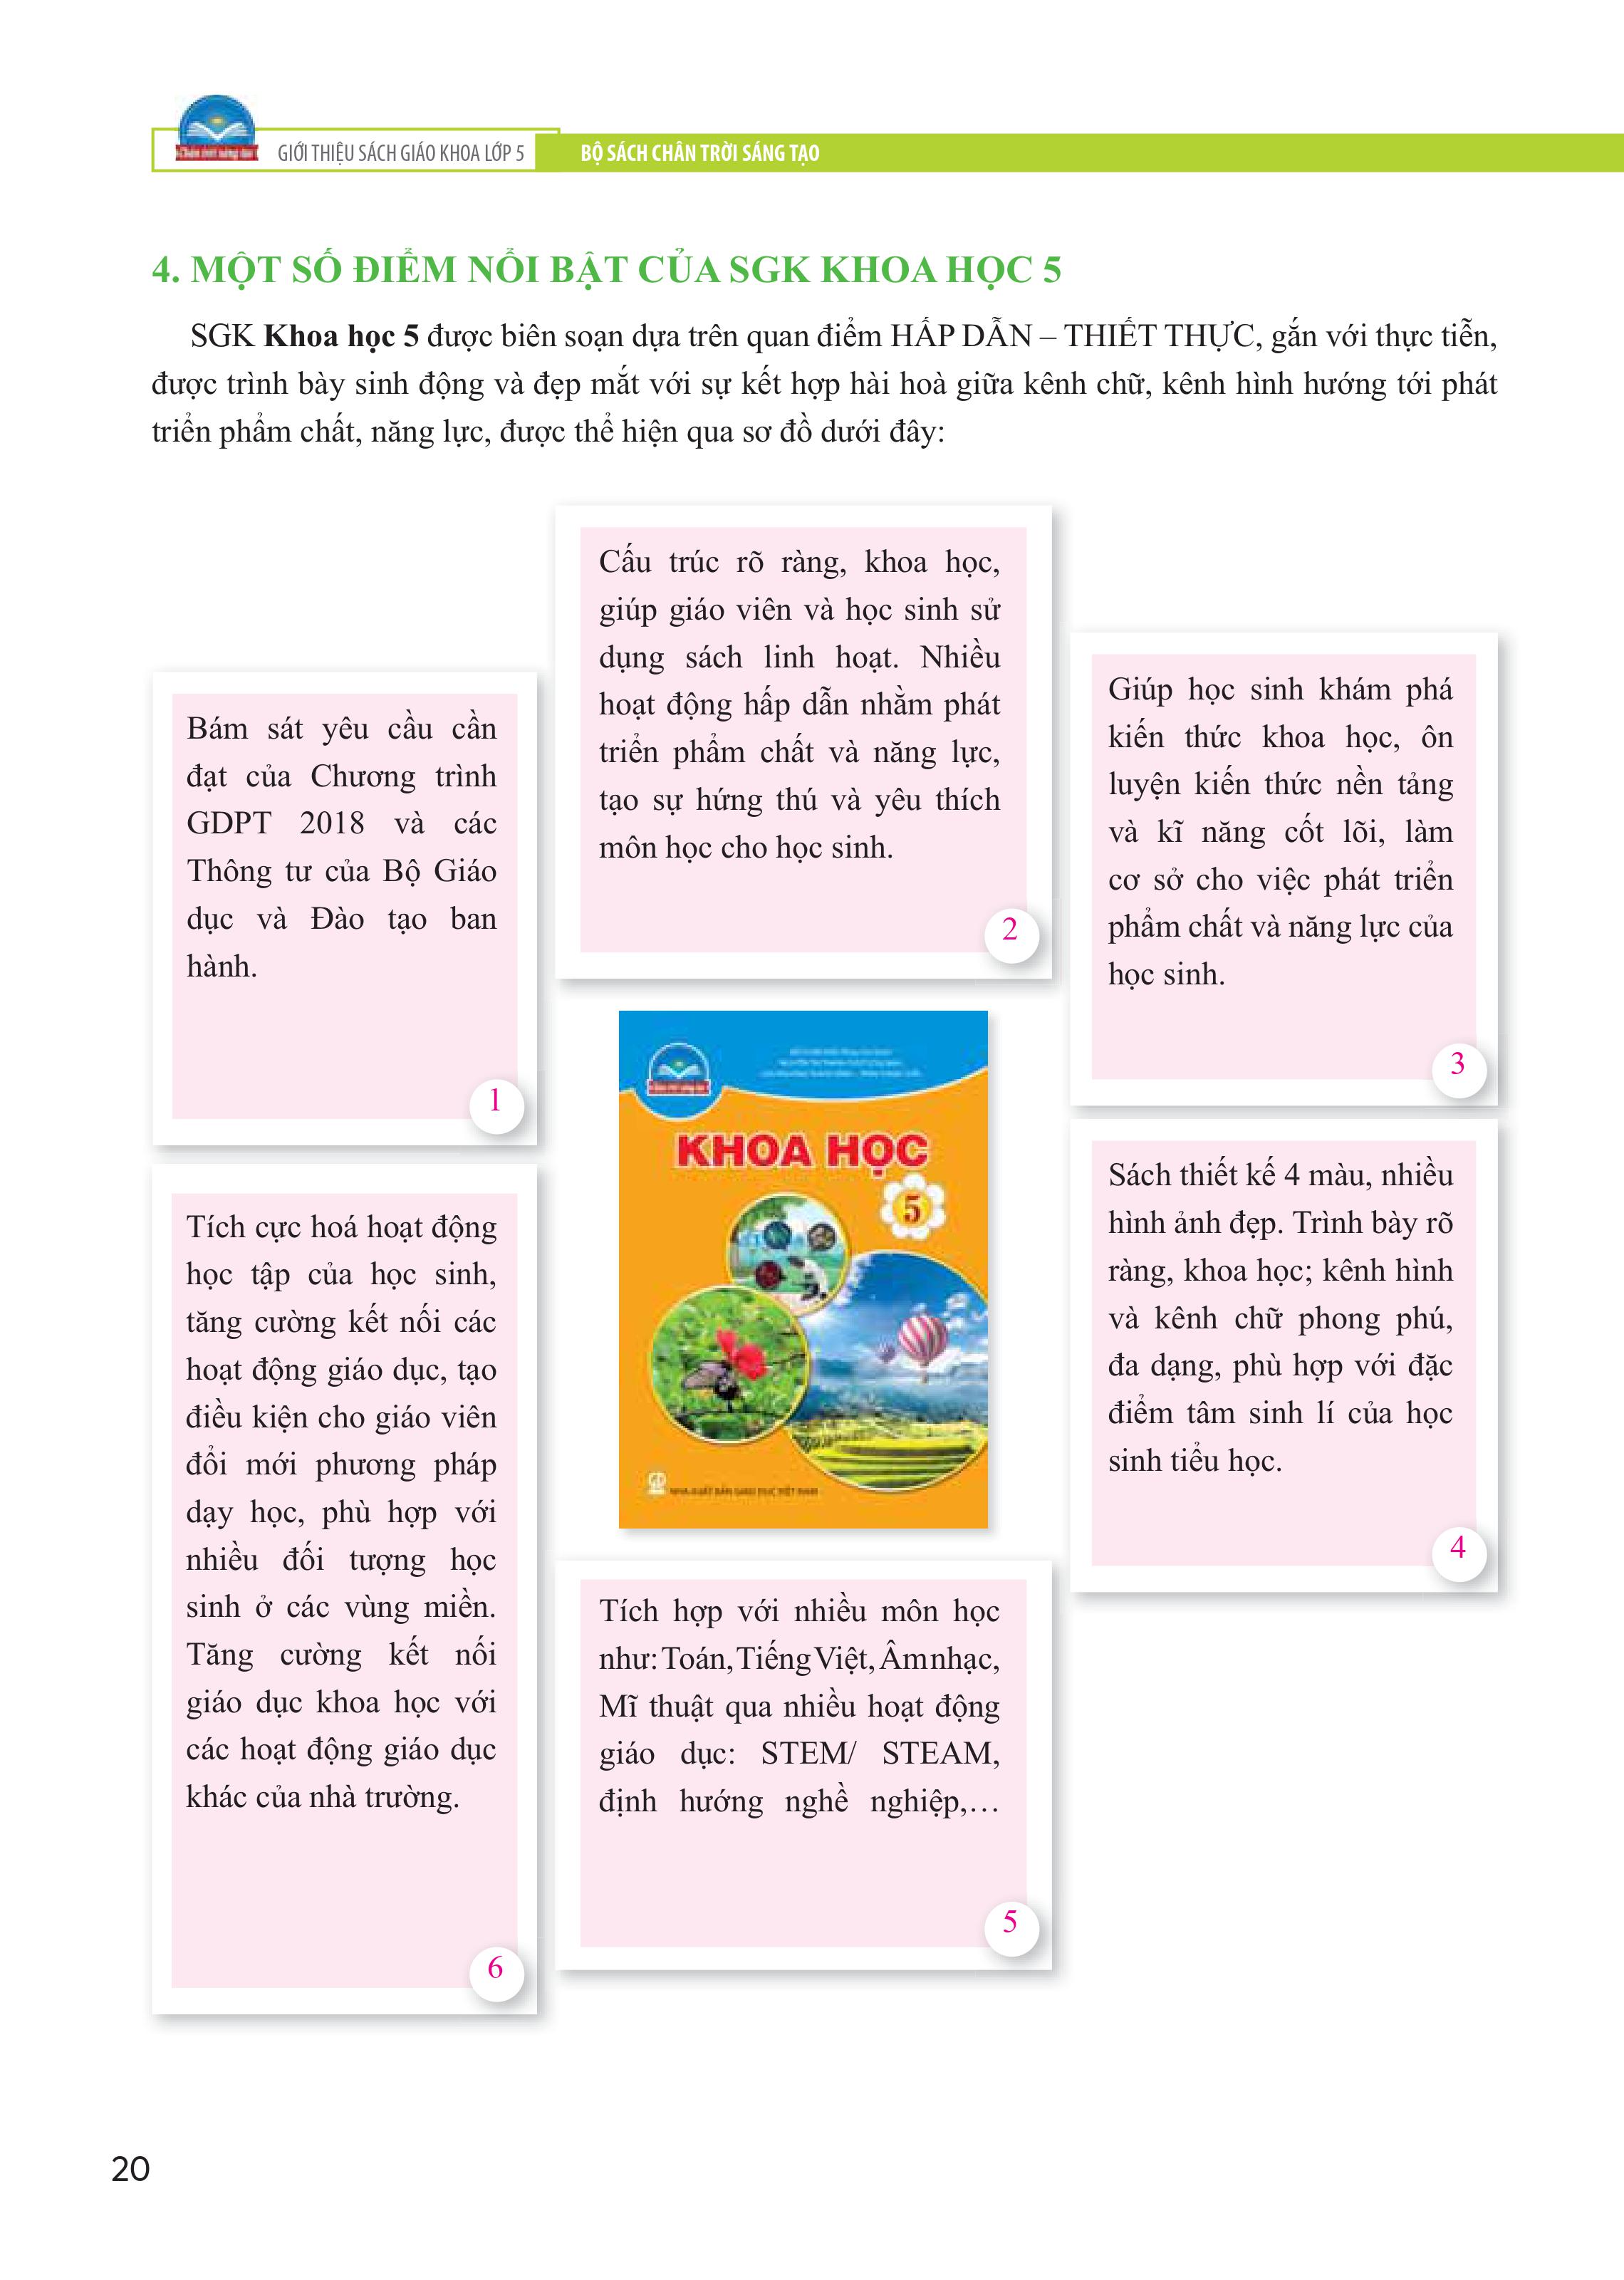 GIỚI THIỆU SÁCH GIÁO KHOA LỚP 5
BỘ SÁCH CHÂN TRỜI SÁNG TẠO
4. MỘT SỐ ĐIỂM NỔI BẬT CỦA SGK KHOA HỌC 5
SGK Khoa học 5 được biên soạn dựa trên quan điểm HẤP DẪN – THIẾT THỰC, gắn với thực tiễn,
được trình bày sinh động và đẹp mắt với sự kết hợp hài hoà giữa kênh chữ, kênh hình hướng tới phát
triển phẩm chất, năng lực, được thể hiện qua sơ đồ dưới đây:
Bám sát yêu cầu cần
đạt của Chương trình
GDPT 2018 và các
Thông tư của Bộ Giáo
dục và Đào tạo ban
hành.
1
Cấu trúc rõ ràng, khoa học,
giúp giáo viên và học sinh sử
dụng sách linh hoạt. Nhiều
hoạt động hấp dẫn nhằm phát
triển phẩm chất và năng lực,
tạo sự hứng thú và yêu thích
môn học cho học sinh.
2
Giúp học sinh khám phá
kiến thức khoa học, ôn
luyện kiến thức nền tảng
và kĩ năng cốt lõi, làm
cơ sở cho việc phát triển
phẩm chất và năng lực của
học sinh.
3
KHOA HỌC
5
NHÀ XUẤT BẢN GIÁO DỤC VIỆT NAM
Sách thiết kế 4 màu, nhiều
hình ảnh đẹp. Trình bày rõ
ràng, khoa học; kênh hình
và kênh chữ phong phú,
đa dạng, phù hợp với đặc
điểm tâm sinh lí của học
sinh tiểu học.
4
Tích hợp với nhiều môn học
như: Toán, Tiếng Việt, Âm nhạc,
Mĩ thuật qua nhiều hoạt động
giáo dục: STEM/ STEAM,
định hướng nghề nghiệp,…
5
Tích cực hoá hoạt động
học tập của học sinh,
tăng cường kết nối các
hoạt động giáo dục, tạo
điều kiện cho giáo viên
đổi mới phương pháp
dạy học, phù hợp với
nhiều đối tượng học
sinh ở các vùng miền.
Tăng cường kết nối
giáo dục khoa học với
các hoạt động giáo dục
khác của nhà trường.
6
20